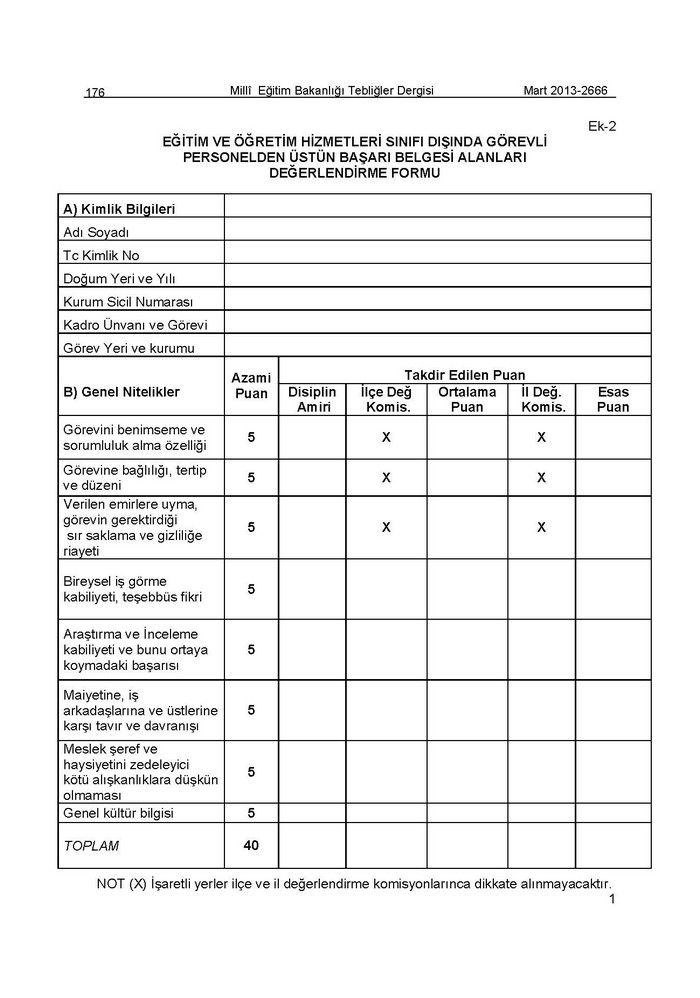 176 Millî Eğitim Bakanlığı Tebliğler Dergisi Mart 2013-2666
Ek-2
EĞİTİM VE ÖĞRETİM HİZMETLERİ SINIFI DIŞINDA GÖREVLİ
PERSONELDEN ÜSTÜN BAŞARI BELGESİ ALANLARI
DEĞERLENDİRME FORMU
A) Kimlik Bilgileri
Adı Soyadı
Tc Kimlik No
Doğum Yeri ve Yılı
Kurum Sicil Numarası
Kadro Ünvanı ve Görevi
Görev Yeri ve kurumu
B) Genel Nitelikler
Azami
Puan
Takdir Edilen Puan
Disiplin
Amiri
İlçe Değ
Komis.
Ortalama
Puan
İl Değ.
Komis.
Esas
Puan
Görevini benimseme ve
sorumluluk alma özelliği
5 X X
Görevine bağlılığı, tertip
ve düzeni
5 X X
Verilen emirlere uyma,
görevin gerektirdiği
sır saklama ve gizliliğe
riayeti
5 X X
Bireysel iş görme
kabiliyeti, teşebbüs fikri
5
Araştırma ve İnceleme
kabiliyeti ve bunu ortaya
koymadaki başarısı
5
Maiyetine, iş
arkadaşlarına ve üstlerine
karşı tavır ve davranışı
5
Meslek şeref ve
haysiyetini zedeleyici
kötü alışkanlıklara düşkün
olmaması
5
Genel kültür bilgisi 5
TOPLAM 40
NOT (X) İşaretli yerler ilçe ve il değerlendirme komisyonlarınca dikkate alınmayacaktır.
1